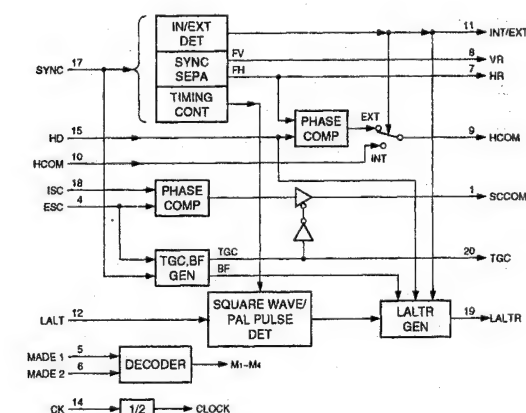 IN/EXT
DET
11
INT/EXT
FV
8
VR
SYNC
17
SYNC
SEPA
FH
7
HR
TIMING
CONT
EXT
PHASE
COMP
HD
15
9
HCOM
HCOM
10
INT
ISC
18
PHASE
COMP
1
SCCOM
ESC
4
TGC,BF
GEN
TGC
20
TGC
BF
LALT
12
SQUARE WAVE/
PAL PULSE
DET
LALTR
GEN
19
LALTR
MADE 1
5
DECODER
M1~M4
MADE 2
6
CK
14
1/2
CLOCK